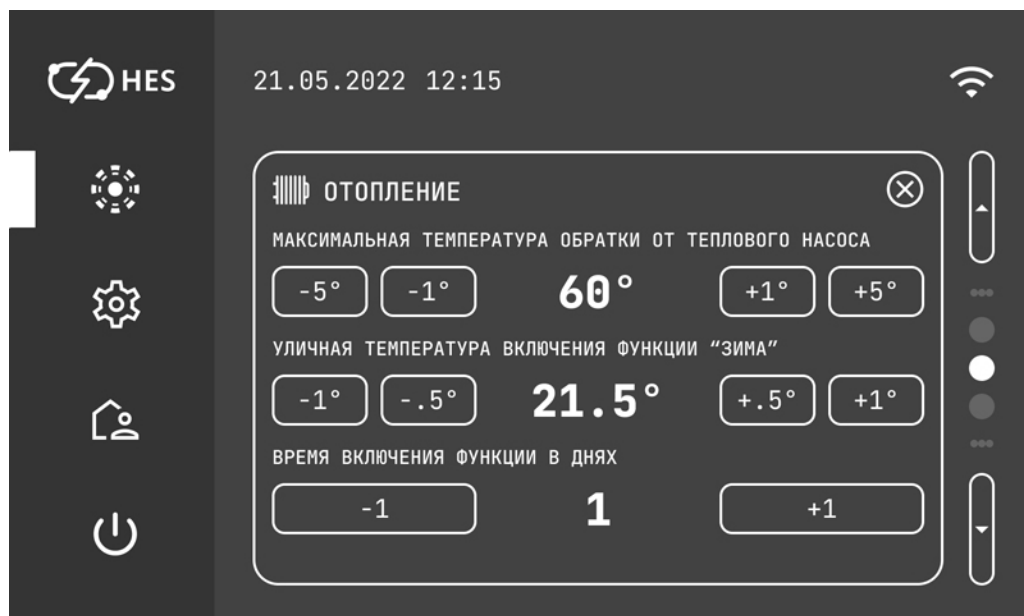 HES
21.05.2022 12:15
ОТОПЛЕНИЕ
МАКСИМАЛЬНАЯ ТЕМПЕРАТУРА ОБРАТКИ ОТ ТЕПЛОВОГО НАСОСА
-5° -1° 60° +1° +5°
УЛИЧНАЯ ТЕМПЕРАТУРА ВКЛЮЧЕНИЯ ФУНКЦИИ “ЗИМА”
-1° -.5° 21.5° +.5° +1°
ВРЕМЯ ВКЛЮЧЕНИЯ ФУНКЦИИ В ДНЯХ
-1 1 +1